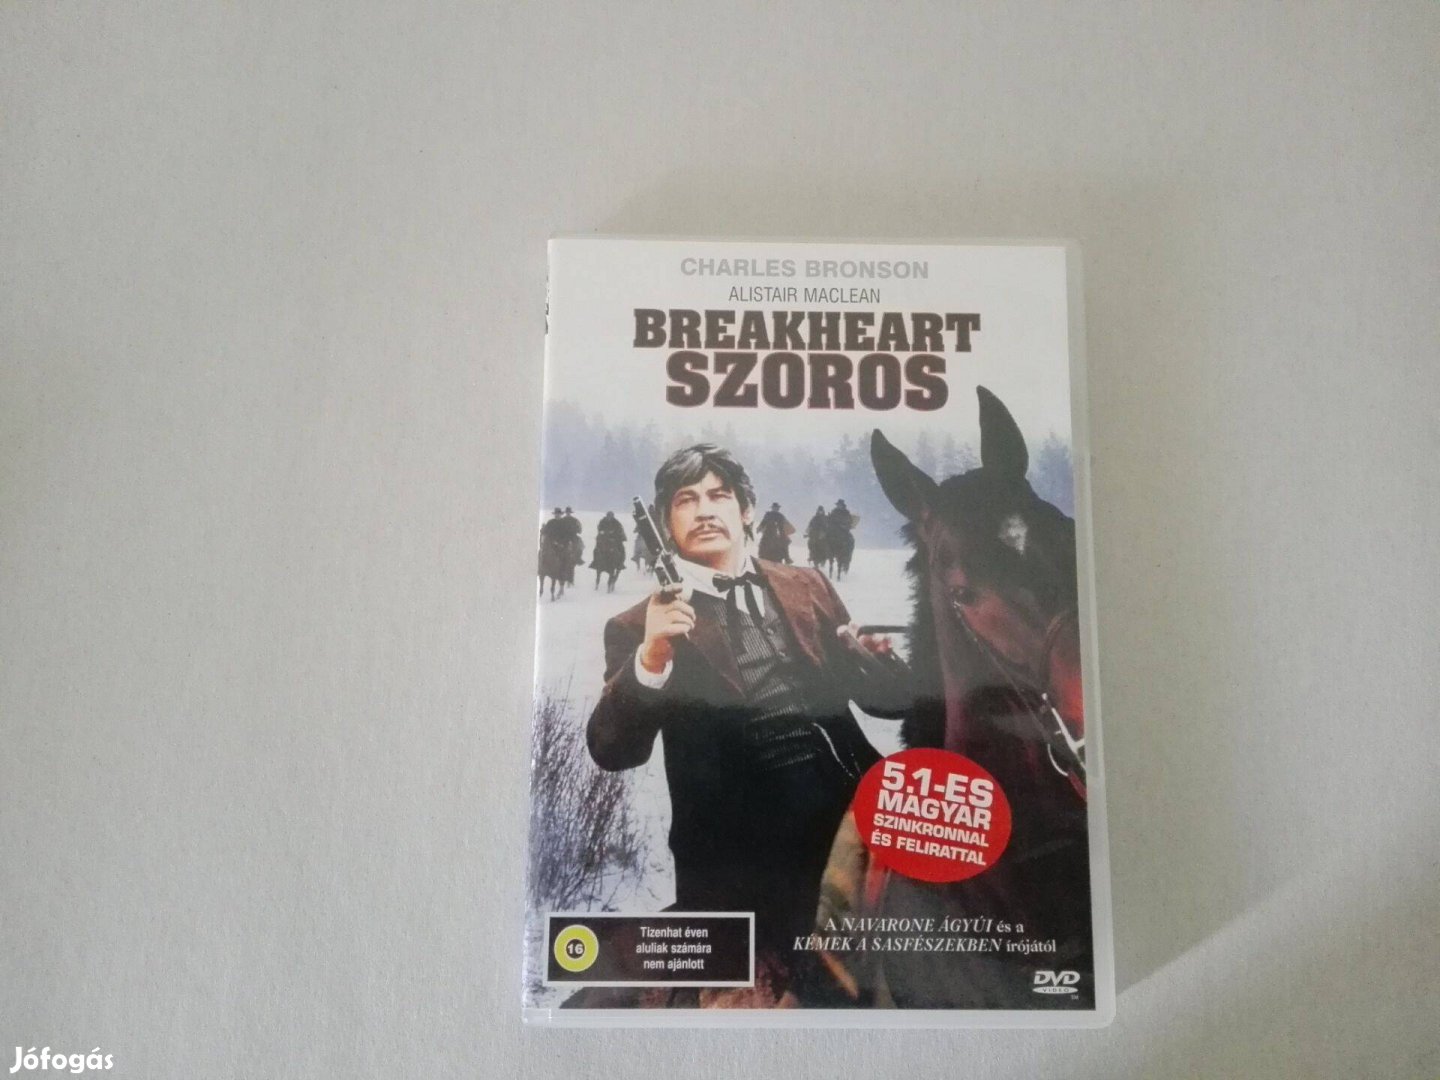 CHARLES BRONSON
ALISTAIR MACLEAN
BREAKHEART
SZOROS
5.1-ES
MAGYAR
SZINKRONNAL
ÉS FELIRATTAL
16
Tizenhat éven
aluliak számára
nem ajánlott
A NAVARONE ÁGYÚI és a
KÉMEK A SASFÉSZEKBEN írójától
DVD
VIDEO
Jófogás